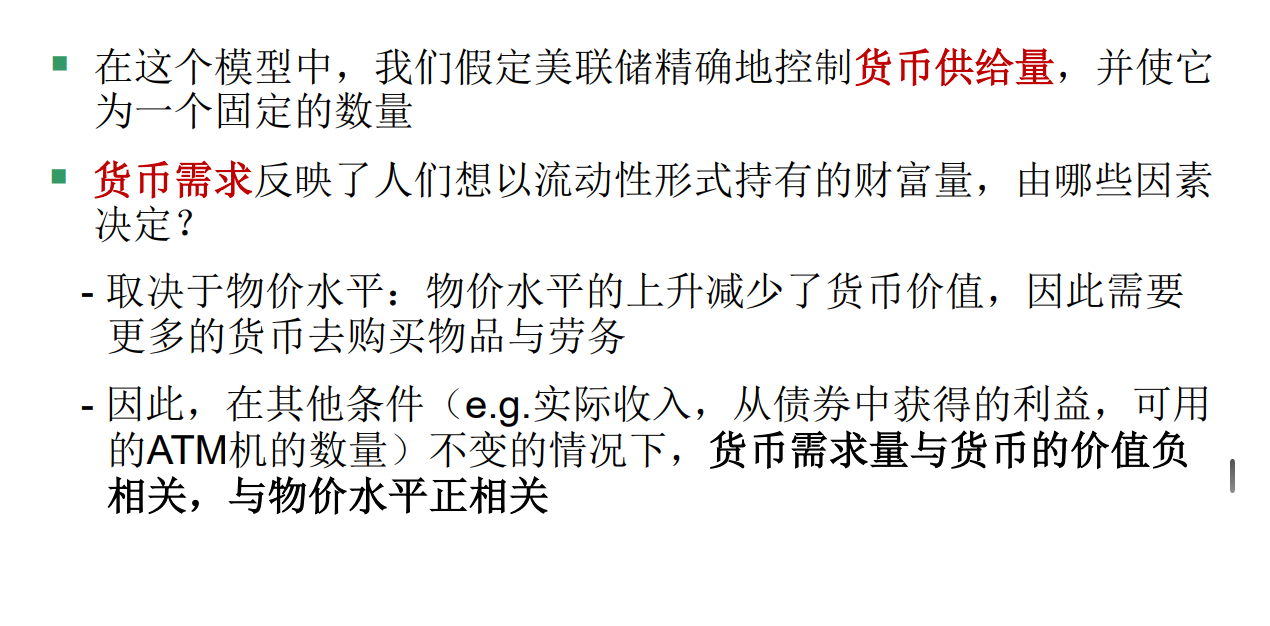 ▪ 在这个模型中，我们假定美联储精确地控制货币供给量，并使它
为一个固定的数量
▪ 货币需求反映了人们想以流动性形式持有的财富量，由哪些因素
决定？
- 取决于物价水平：物价水平的上升减少了货币价值，因此需要
更多的货币去购买物品与劳务
- 因此，在其他条件（e.g.实际收入，从债券中获得的利益，可用
的ATM机的数量）不变的情况下，货币需求量与货币的价值负
相关，与物价水平正相关